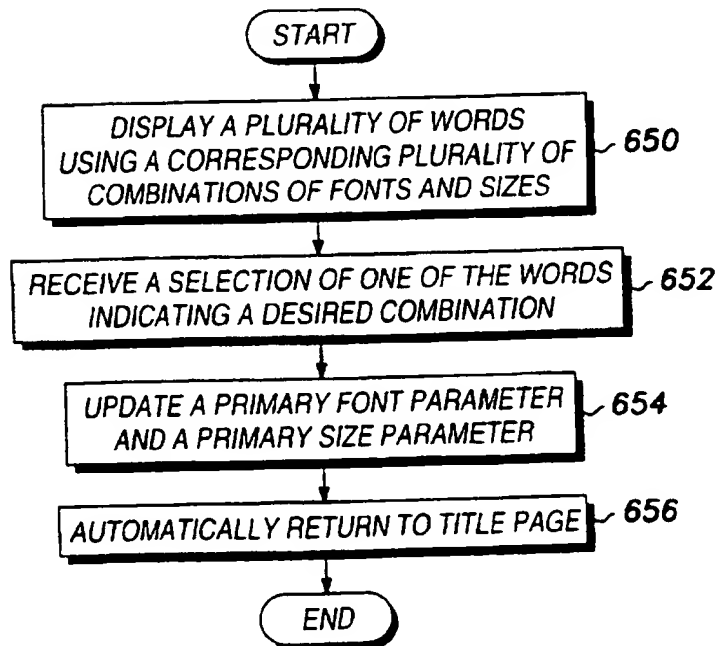 START
DISPLAY A PLURALITY OF WORDS
USING A CORRESPONDING PLURALITY OF
COMBINATIONS OF FONTS AND SIZES
650
RECEIVE A SELECTION OF ONE OF THE WORDS
INDICATING A DESIRED COMBINATION
652
UPDATE A PRIMARY FONT PARAMETER
AND A PRIMARY SIZE PARAMETER
654
AUTOMATICALLY RETURN TO TITLE PAGE
656
END